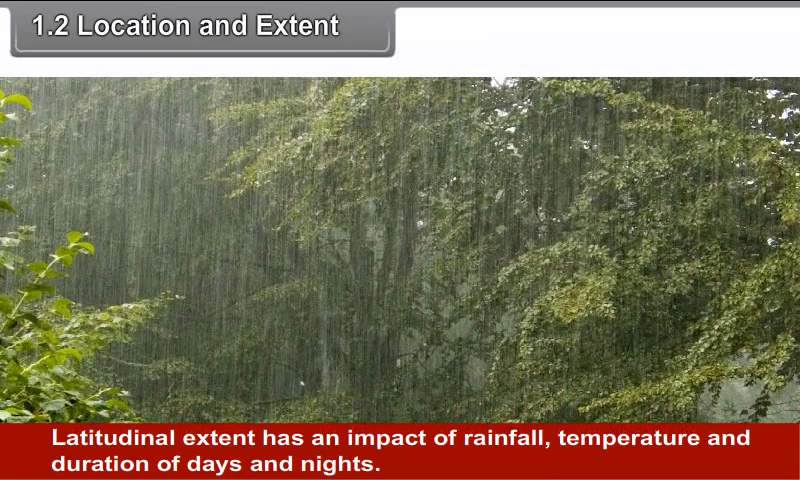 1.2 Location and Extent
Latitudinal extent has an impact of rainfall, temperature and
duration of days and nights.